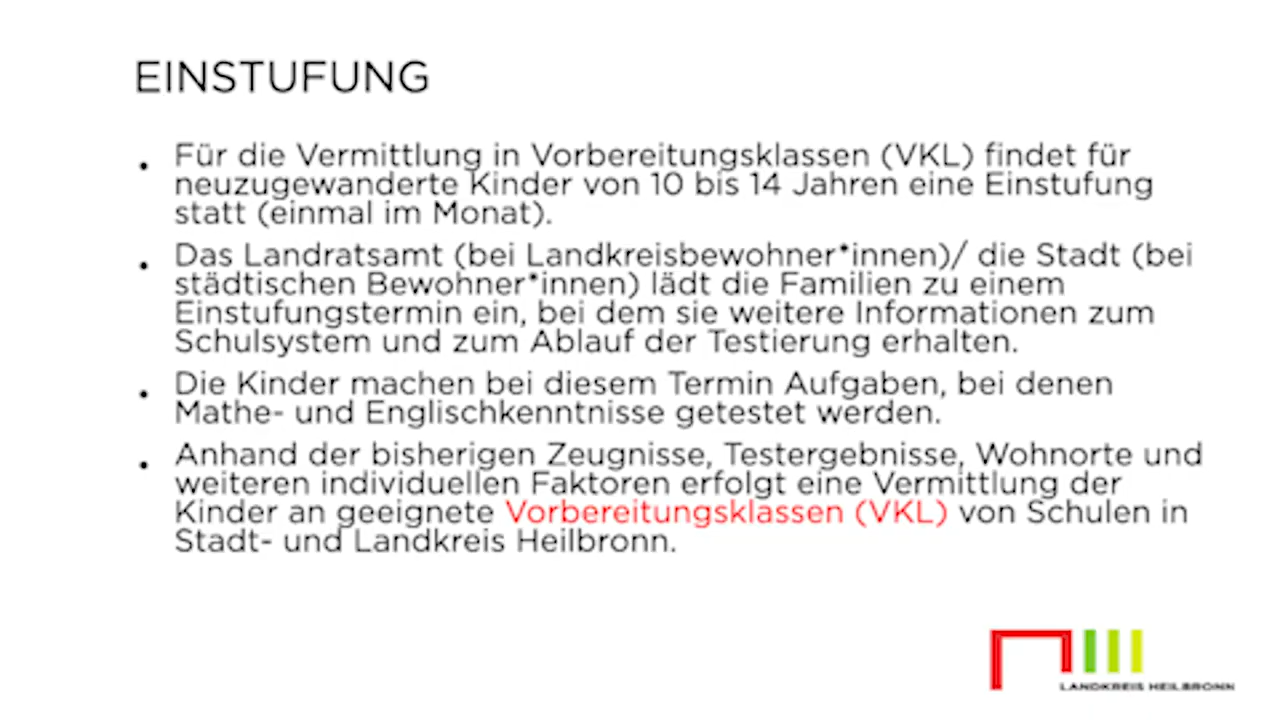 EINSTUFUNG
• Für die Vermittlung in Vorbereitungsklassen (VKL) findet für
neuzugewanderte Kinder von 10 bis 14 Jahren eine Einstufung
statt (einmal im Monat).
• Das Landratsamt (bei Landkreisbewohner*innen)/ die Stadt (bei
städtischen Bewohner*innen) lädt die Familien zu einem
Einstufungstermin ein, bei dem sie weitere Informationen zum
Schulsystem und zum Ablauf der Testierung erhalten.
• Die Kinder machen bei diesem Termin Aufgaben, bei denen
Mathe- und Englischkenntnisse getestet werden.
• Anhand der bisherigen Zeugnisse, Testergebnisse, Wohnorte und
weiteren individuellen Faktoren erfolgt eine Vermittlung der
Kinder an geeignete Vorbereitungsklassen (VKL) von Schulen in
Stadt- und Landkreis Heilbronn.
LANDKREIS HEILBRONN